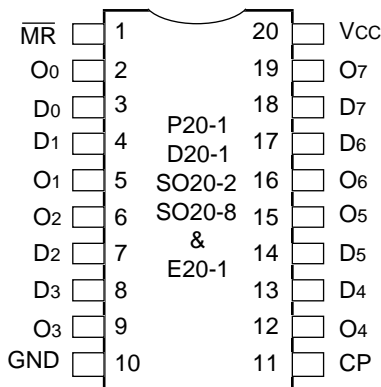 M̅R̅ 1 20 VCC
O0 2 19 O7
D0 3 18 D7
D1 4 17 D6
O1 5 16 O6
O2 6 15 O5
D2 7 14 D5
D3 8 13 D4
O3 9 12 O4
GND 10 11 CP
P20-1
D20-1
SO20-2
SO20-8
&
E20-1